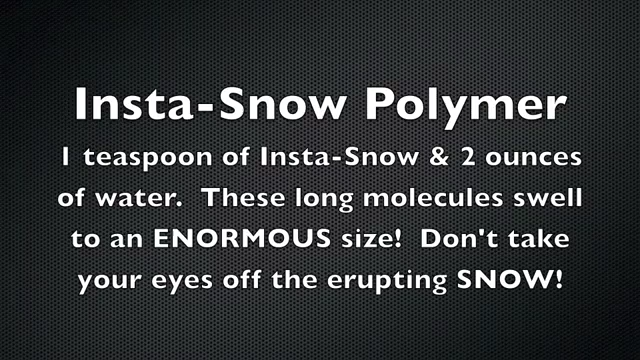 Insta-Snow Polymer
1 teaspoon of Insta-Snow & 2 ounces
of water.  These long molecules swell
to an ENORMOUS size!  Don't take
your eyes off the erupting SNOW!